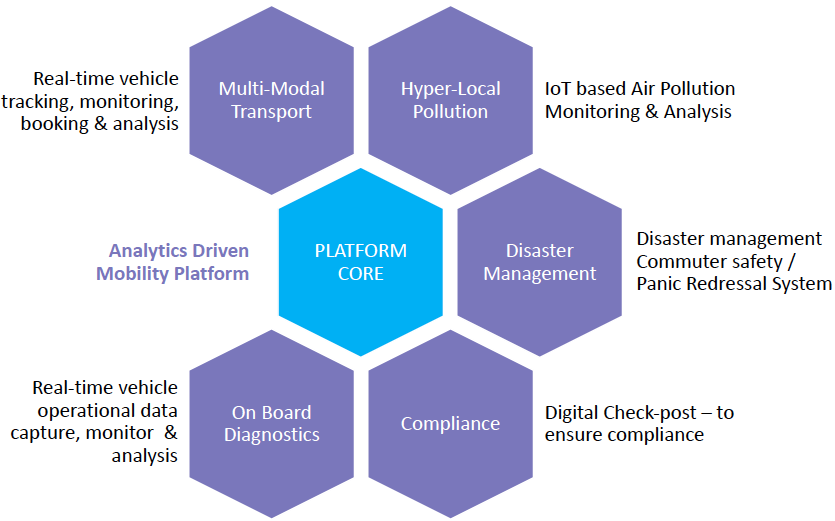 Real-time vehicle
tracking, monitoring,
booking & analysis
Multi-Modal
Transport
Hyper-Local
Pollution
IoT based Air Pollution
Monitoring & Analysis
Analytics Driven
Mobility Platform
PLATFORM
CORE
Disaster
Management
Disaster management
Commuter safety /
Panic Redressal System
Real-time vehicle
operational data
capture, monitor &
analysis
On Board
Diagnostics
Compliance
Digital Check-post – to
ensure compliance